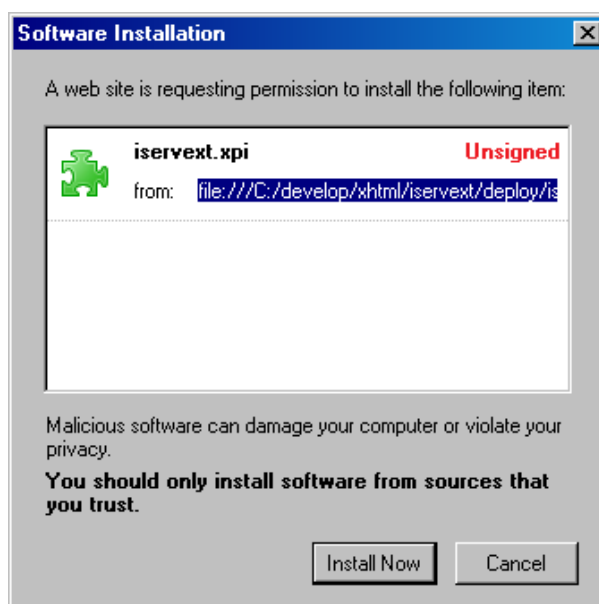 Software Installation
A web site is requesting permission to install the following item:
iservext.xpi Unsigned
from: file:///C:/develop/xhtml/iservext/deploy/is
Malicious software can damage your computer or violate your
privacy.
You should only install software from sources that
you trust.
Install Now Cancel